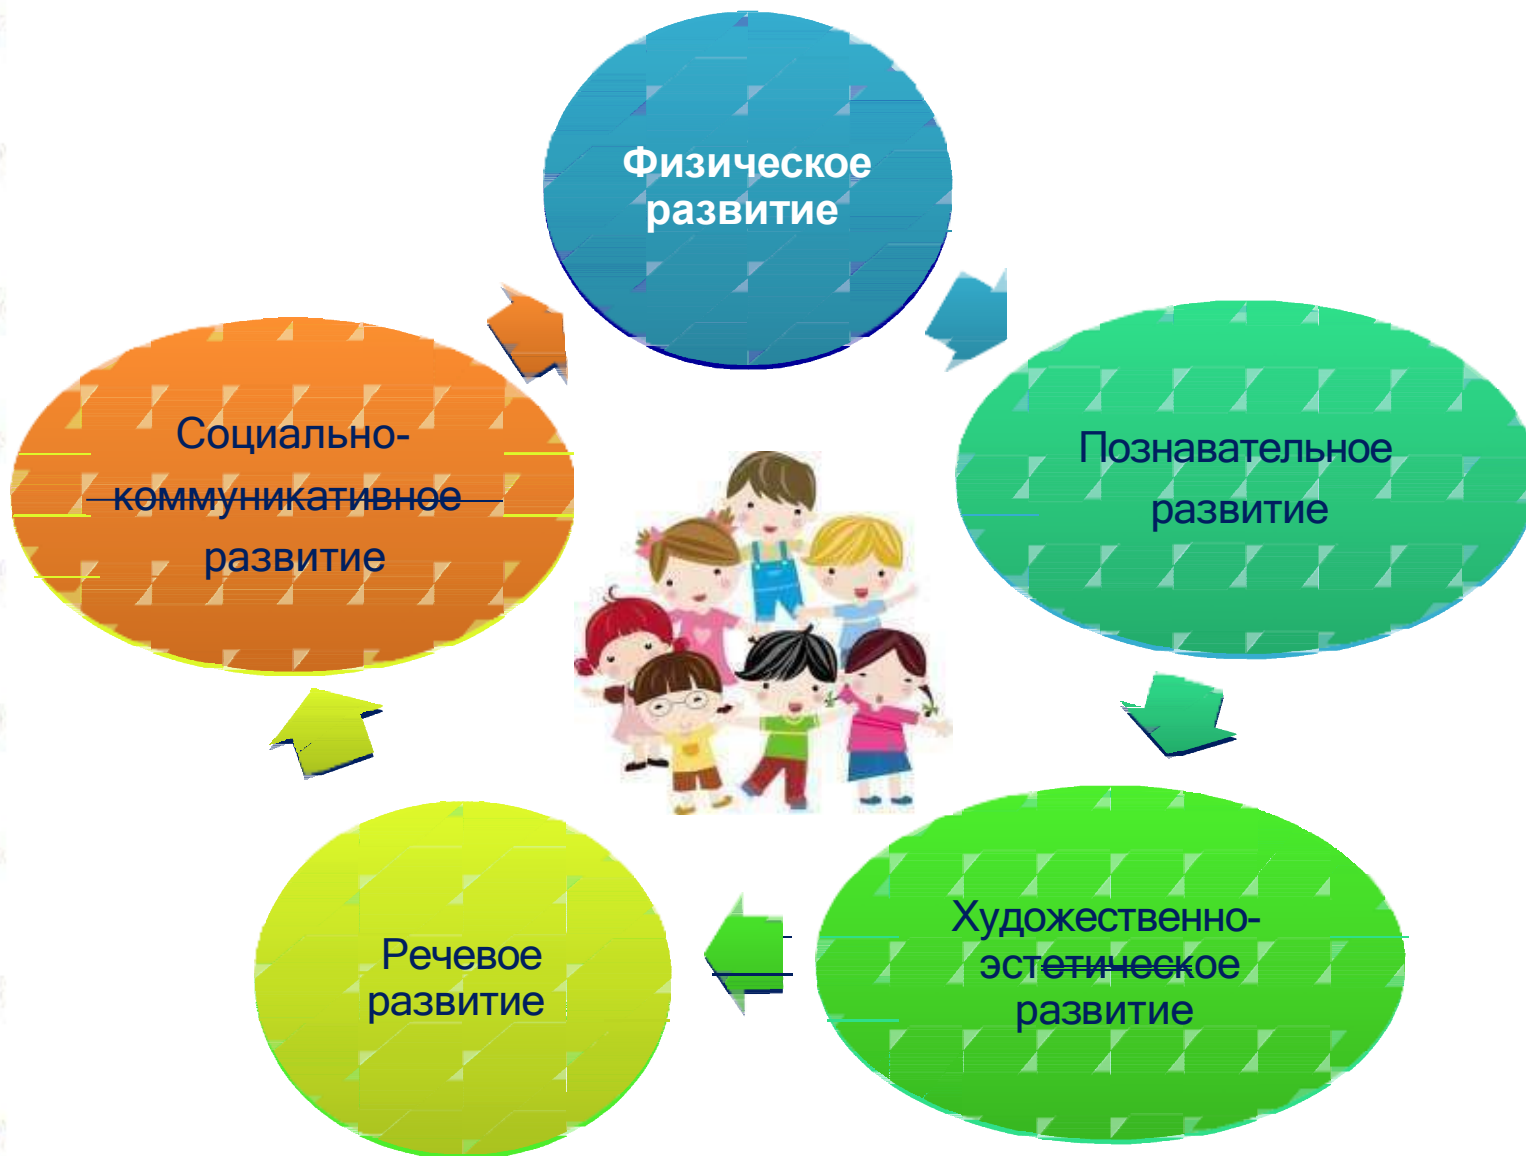 Физическое
развитие
Социально-
коммуникативное
развитие
Познавательное
развитие
Художественно-
эстетическое
развитие
Речевое
развитие